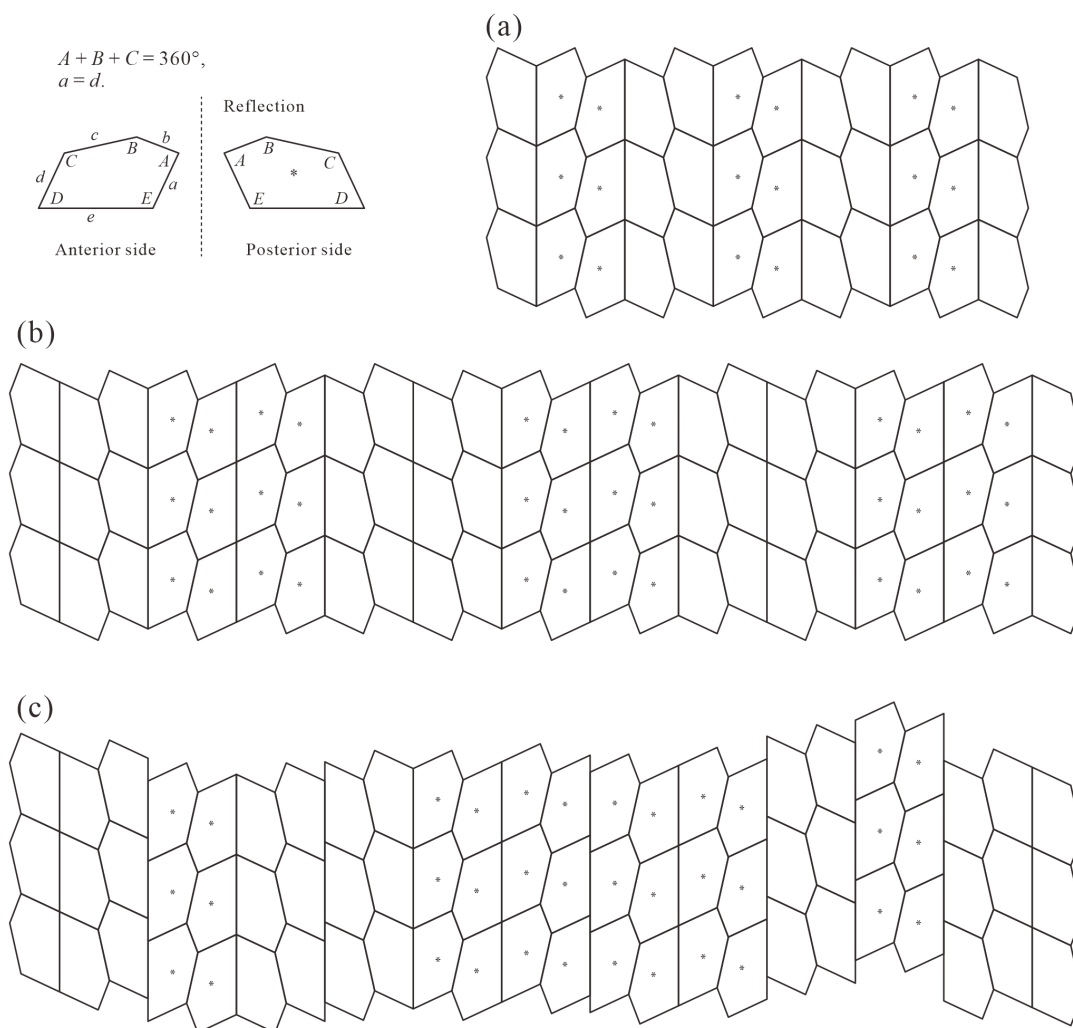 (a)
A + B + C = 360°,
a = d.
Reflection
c
b
B
A
C
d
a
D
E
e
A
B
C
*
E
D
Anterior side
Posterior side
* * *
* * *
* * *
* * *
* * *
* * *
(b)
* * *
* * *
* * *
* * *
* * *
* * *
* * *
* * *
* * *
* * *
* * *
* * *
(c)
* * * * * * * * * * * *
* * * * * * * * * * * *
* * * * * * * * * * * *